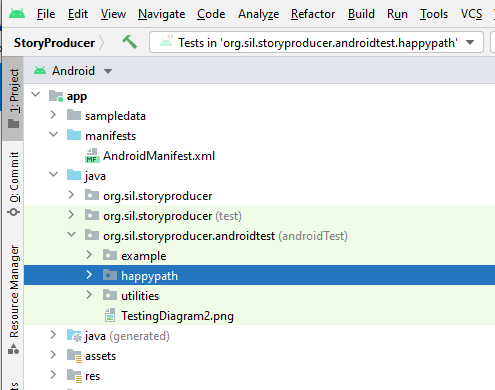 File Edit View Navigate Code Analyze Refactor Build Run Tools VCS
StoryProducer Tests in 'org.sil.storyproducer.androidtest.happypath'
1: Project
Android
app
sampledata
manifests
MF AndroidManifest.xml
java
org.sil.storyproducer
0: Commit
org.sil.storyproducer (test)
org.sil.storyproducer.androidtest (androidTest)
example
Resource Manager
happypath
utilities
TestingDiagram2.png
java (generated)
assets
res